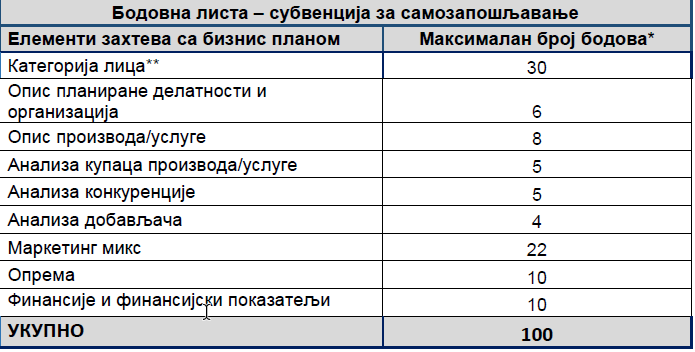 Бодовна листа – субвенција за самозапошљавање
Елементи захтева са бизнис планом Максималан број бодова*
Категорија лица** 30
Опис планиране делатности и
организација 6
Опис производа/услуге 8
Анализа купаца производа/услуге 5
Анализа конкуренције 5
Анализа добављача 4
Маркетинг микс 22
Опрема 10
Финансије и финансијски показатељи 10
УКУПНО 100